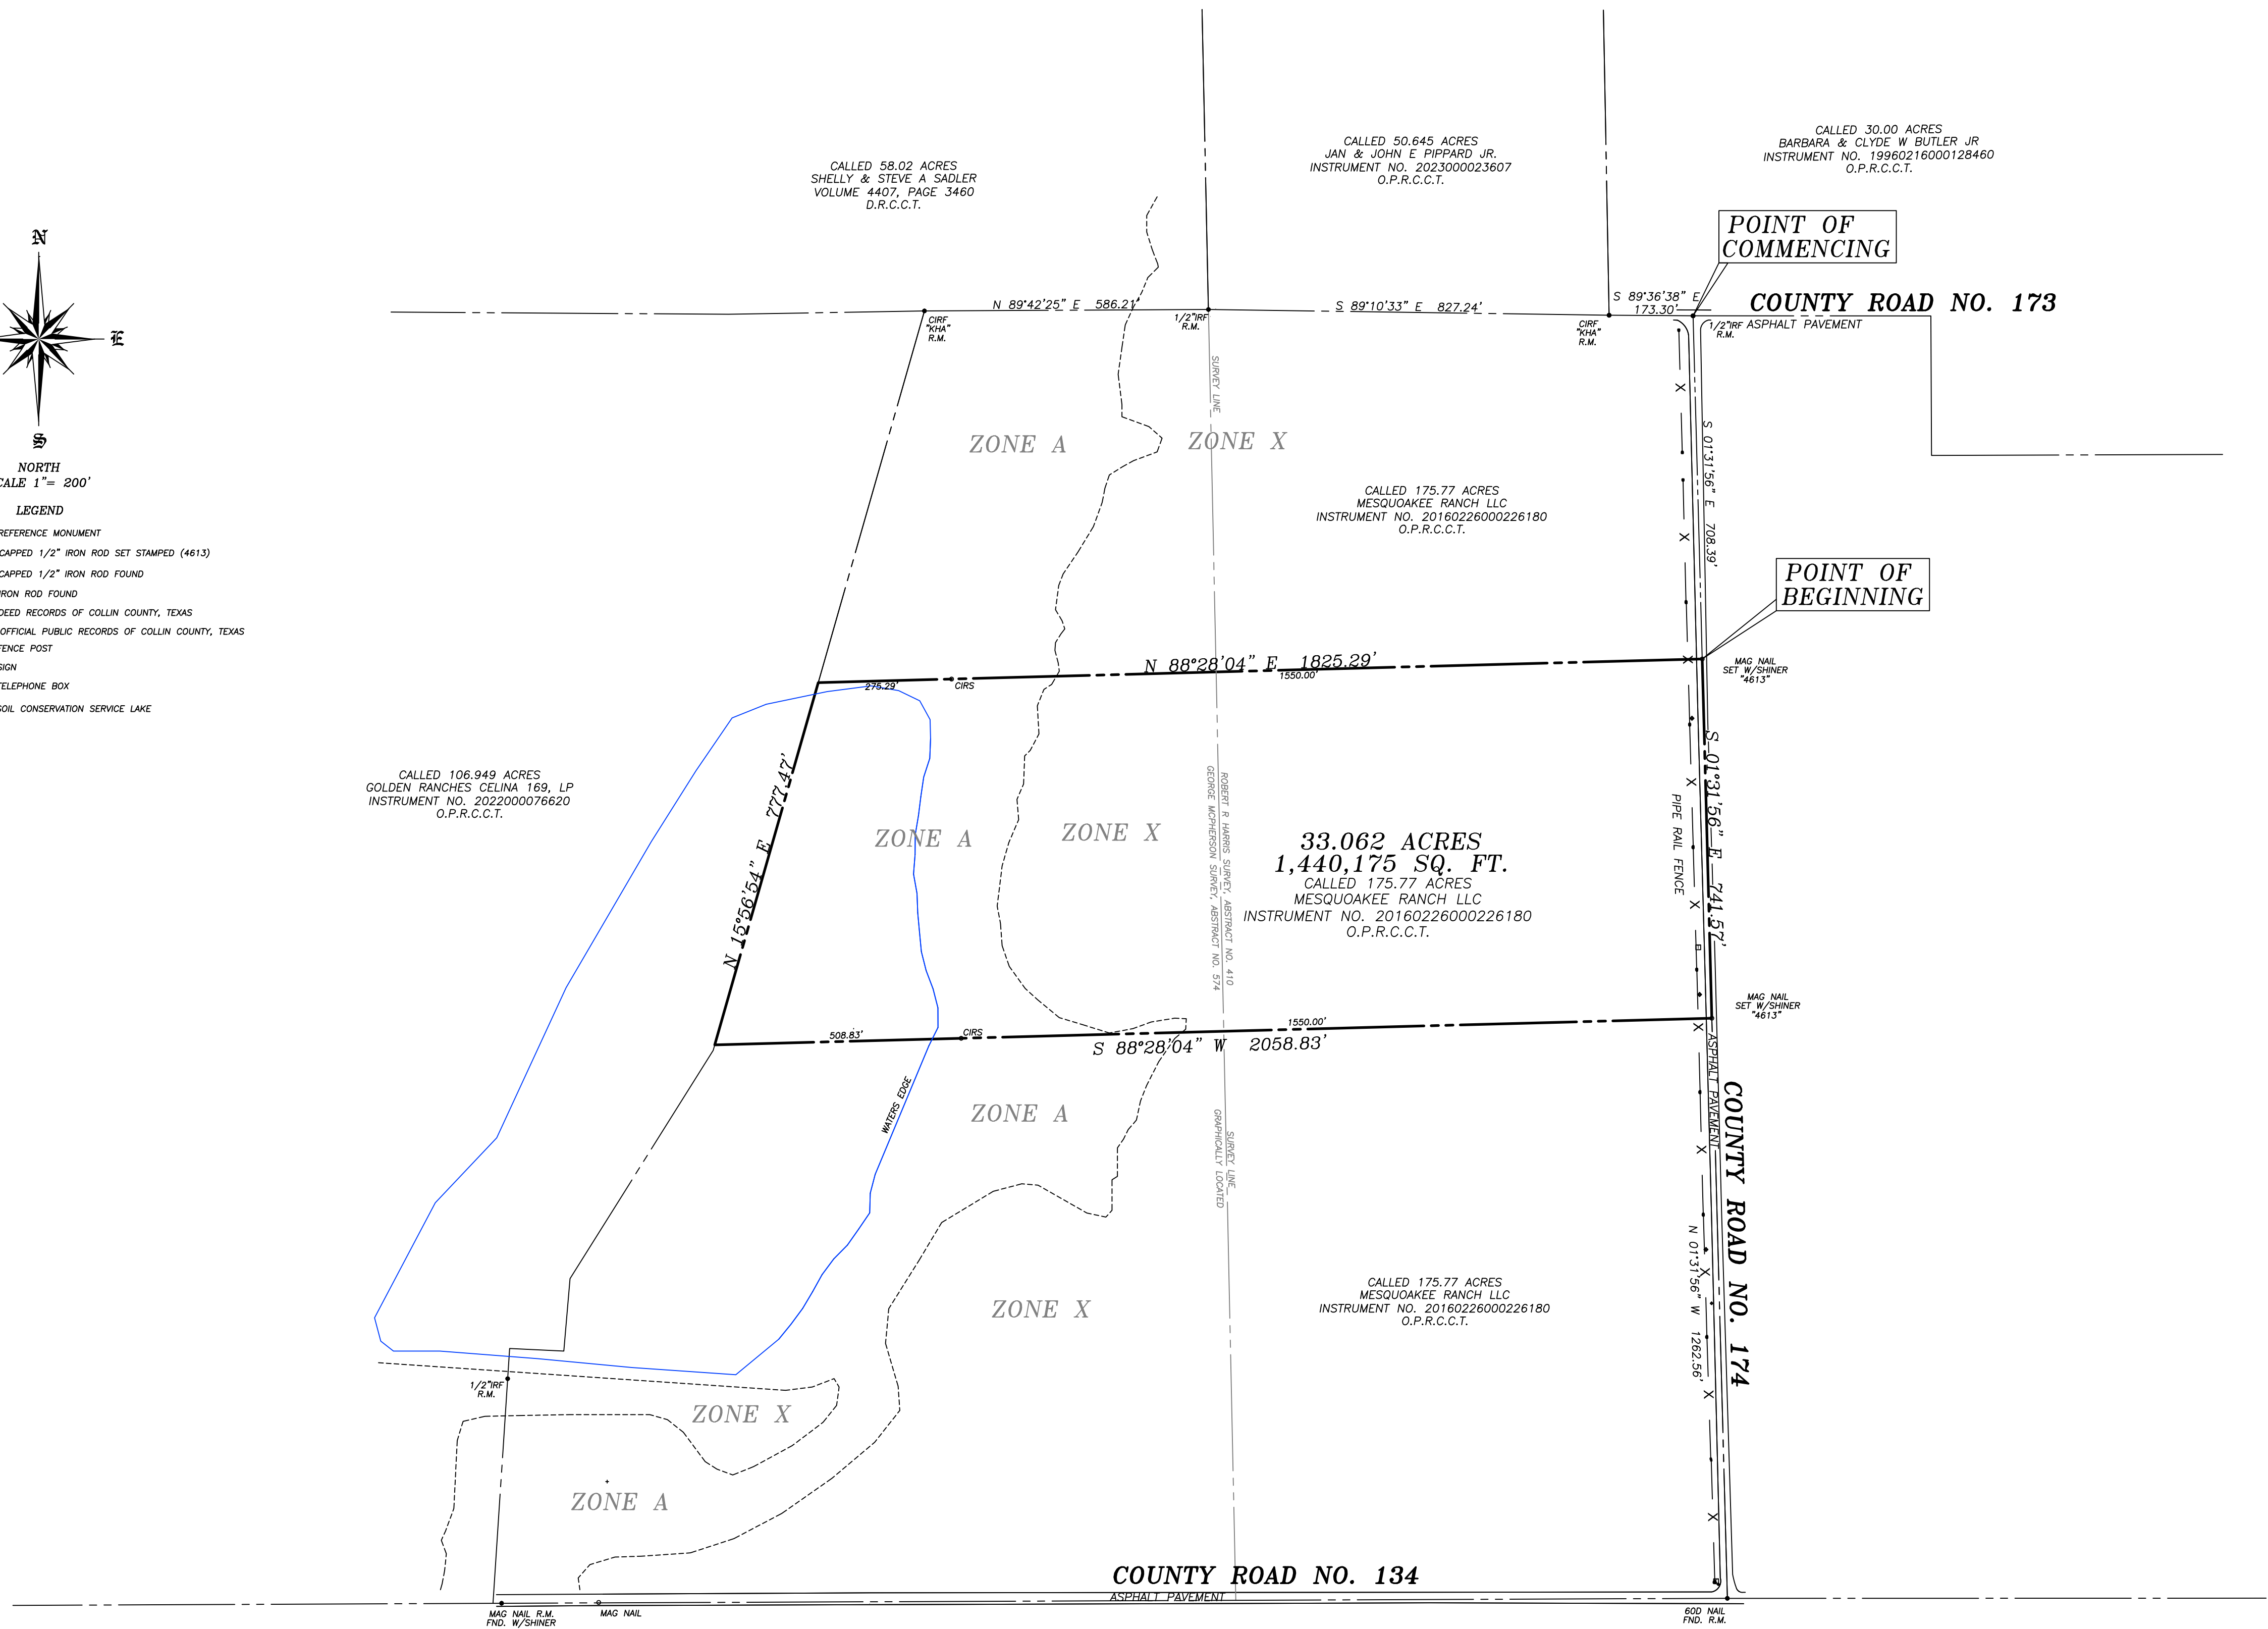 CALLED 58.02 ACRES
SHELLY & STEVE A SADLER
VOLUME 4407, PAGE 3460
D.R.C.C.T.
CALLED 50.645 ACRES
JAN & JOHN E PIPPARD JR.
INSTRUMENT NO. 2023000023607
O.P.R.C.C.T.
CALLED 30.00 ACRES
BARBARA & CLYDE W BUTLER JR
INSTRUMENT NO. 19960216000128460
O.P.R.C.C.T.
POINT OF
COMMENCING
N
E
S
NORTH
CALE 1"= 200'
LEGEND
REFERENCE MONUMENT
CAPPED 1/2" IRON ROD SET STAMPED (4613)
CAPPED 1/2" IRON ROD FOUND
IRON ROD FOUND
DEED RECORDS OF COLLIN COUNTY, TEXAS
OFFICIAL PUBLIC RECORDS OF COLLIN COUNTY, TEXAS
FENCE POST
SIGN
TELEPHONE BOX
SOIL CONSERVATION SERVICE LAKE
N 89°42'25" E 586.21'
S 89°10'33" E 827.24'
S 89°36'38" E
173.30'
COUNTY ROAD NO. 173
ASPHALT PAVEMENT
CIRF
"KHA"
R.M.
1/2"IRF
R.M.
CIRF
"KHA"
R.M.
1/2"IRF
R.M.
SURVEY LINE
ZONE A
ZONE X
S 01°31'56" E 708.39'
CALLED 175.77 ACRES
MESQUOAKEE RANCH LLC
INSTRUMENT NO. 20160226000226180
O.P.R.C.C.T.
POINT OF
BEGINNING
N 88°28'04" E 1825.29'
275.29'
CIRS
1550.00'
MAG NAIL
SET W/SHINER
"4613"
CALLED 106.949 ACRES
GOLDEN RANCHES CELINA 169, LP
INSTRUMENT NO. 2022000076620
O.P.R.C.C.T.
N 15°56'54" E 777.47'
ZONE A
ZONE X
ROBERT R HARRIS SURVEY, ABSTRACT NO. 410
GEORGE MCPHERSON SURVEY, ABSTRACT NO. 574
33.062 ACRES
1,440,175 SQ. FT.
CALLED 175.77 ACRES
MESQUOAKEE RANCH LLC
INSTRUMENT NO. 20160226000226180
O.P.R.C.C.T.
PIPE RAIL FENCE
S 01°31'56" E 741.57'
MAG NAIL
SET W/SHINER
"4613"
508.83'
CIRS
1550.00'
S 88°28'04" W 2058.83'
ASPHALT PAVEMENT
WATERS EDGE
ZONE A
SURVEY LINE
GRAPHICALLY LOCATED
COUNTY ROAD NO. 174
N 01°31'56" W 1262.56'
ZONE X
CALLED 175.77 ACRES
MESQUOAKEE RANCH LLC
INSTRUMENT NO. 20160226000226180
O.P.R.C.C.T.
1/2"IRF
R.M.
ZONE X
ZONE A
COUNTY ROAD NO. 134
ASPHALT PAVEMENT
MAG NAIL R.M.
FND. W/SHINER
MAG NAIL
60D NAIL
FND. R.M.